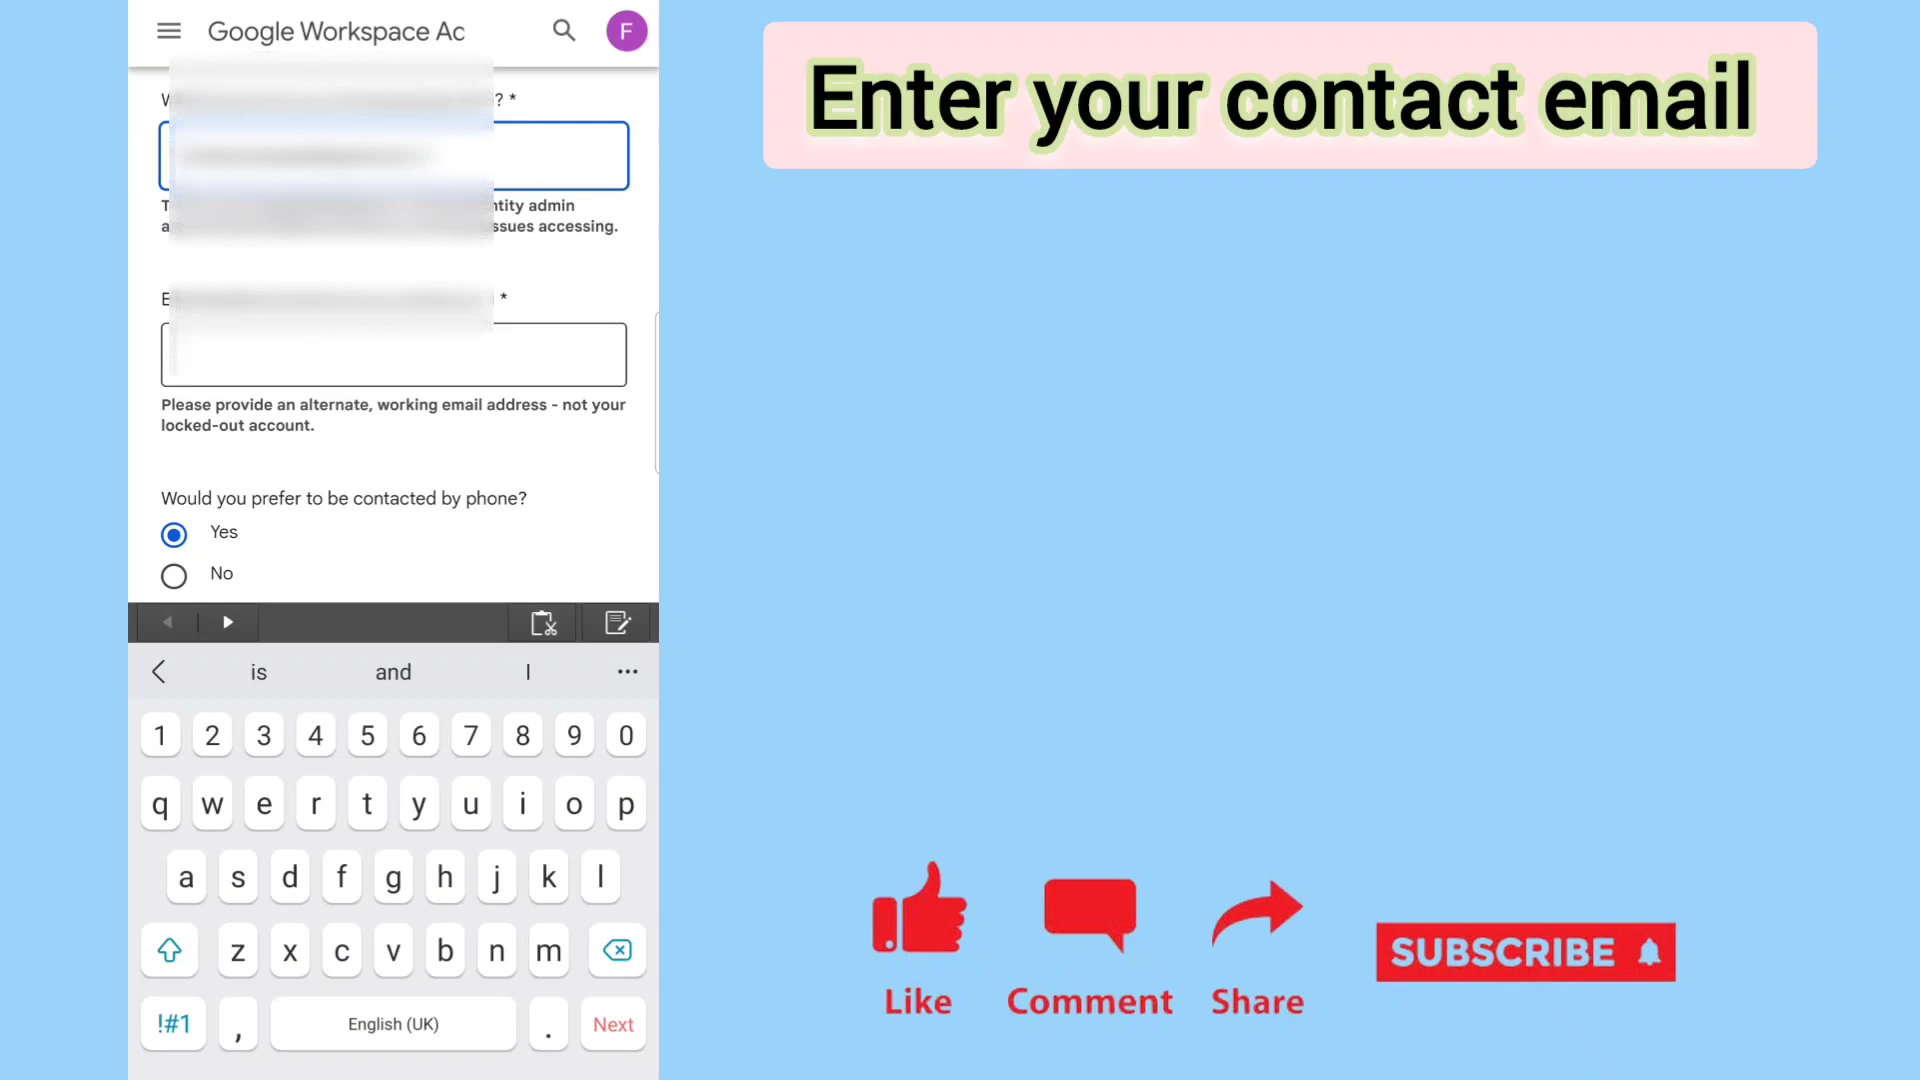 Google Workspace Ac
F
Enter your contact email
? *
ntity admin
ssues accessing.
*
Please provide an alternate, working email address - not your
locked-out account.
Would you prefer to be contacted by phone?
Yes
No
is and I
1 2 3 4 5 6 7 8 9 0
q w e r t y u i o p
a s d f g h j k l
z x c v b n m
!#1 , English (UK) . Next
Like Comment Share
SUBSCRIBE